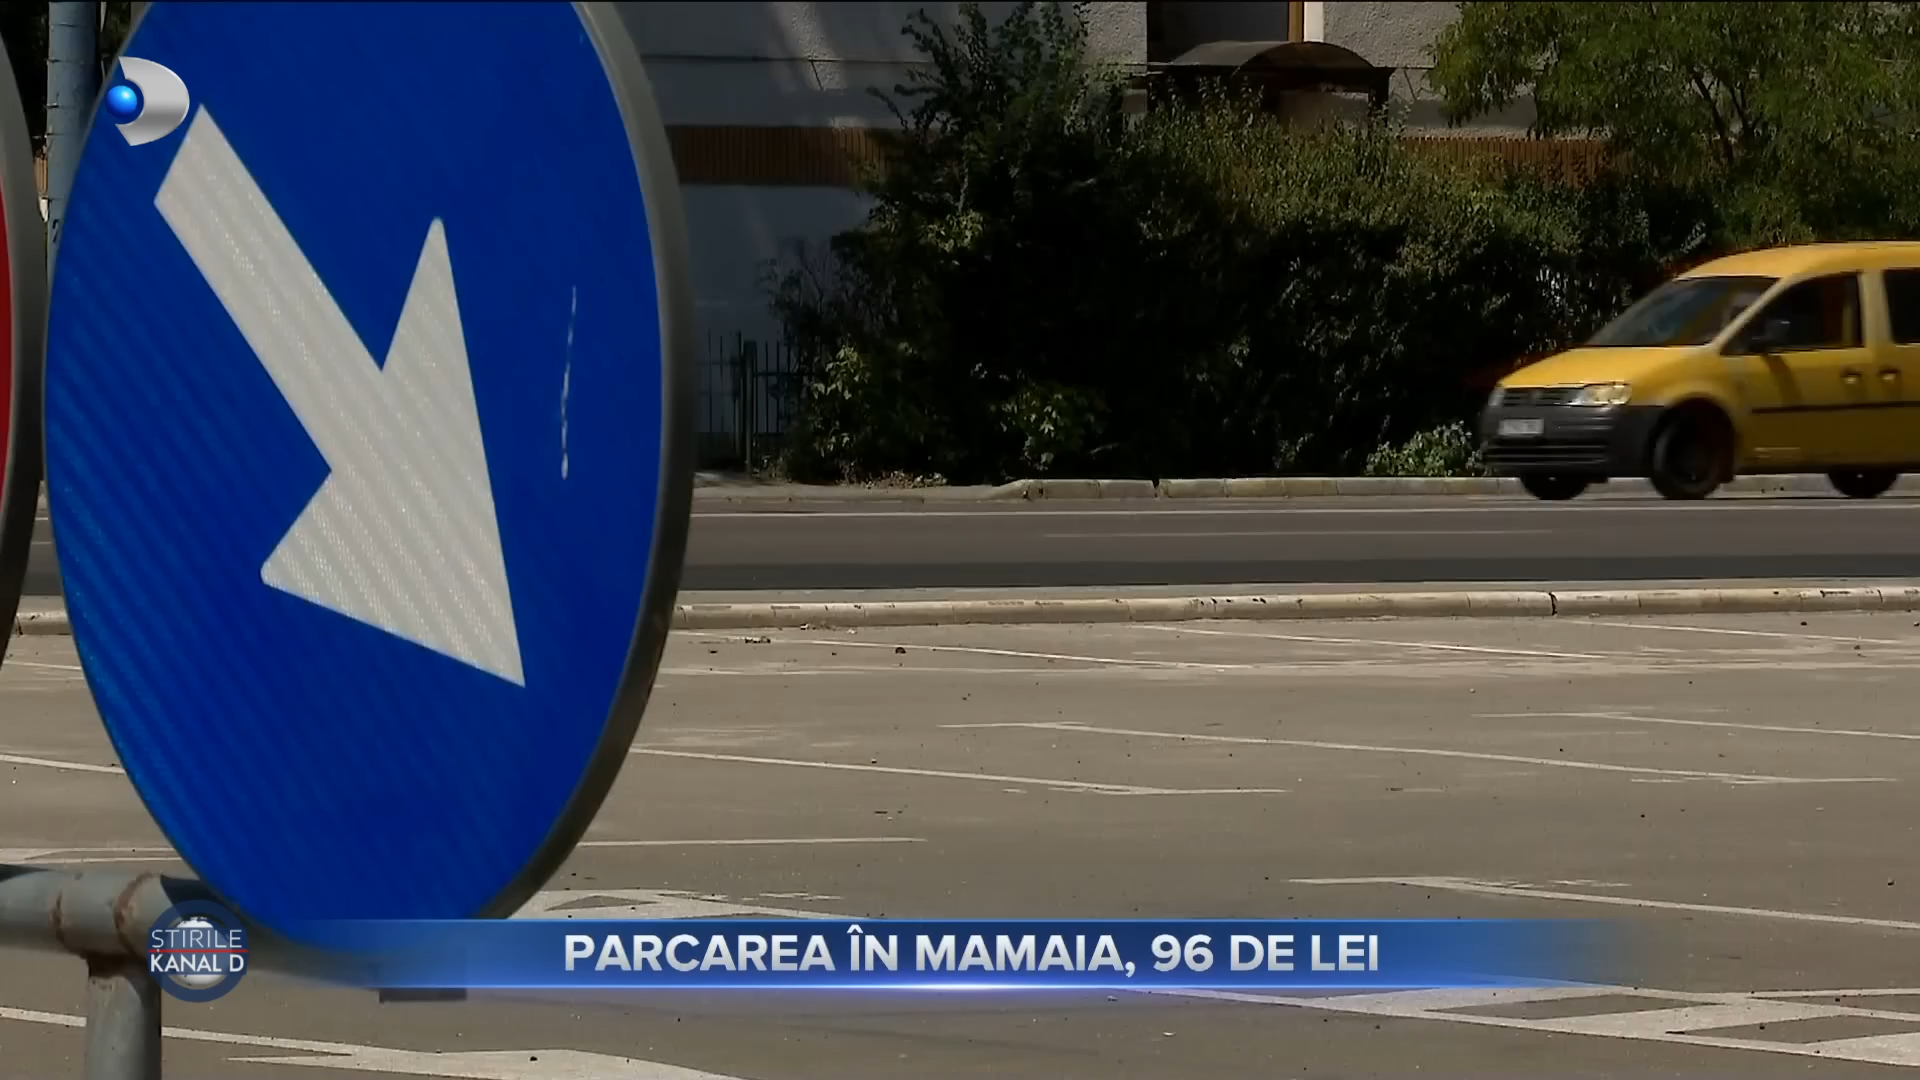 STIRILE
KANAL D
PARCAREA ÎN MAMAIA, 96 DE LEI